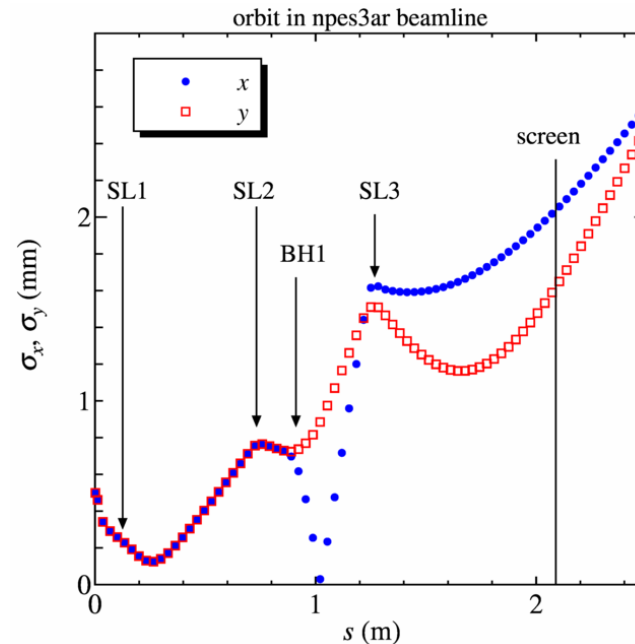 orbit in npes3ar beamline
x
y
screen
SL1
SL2
SL3
BH1
σx, σy (mm)
2
1
0
0
1
2
s (m)